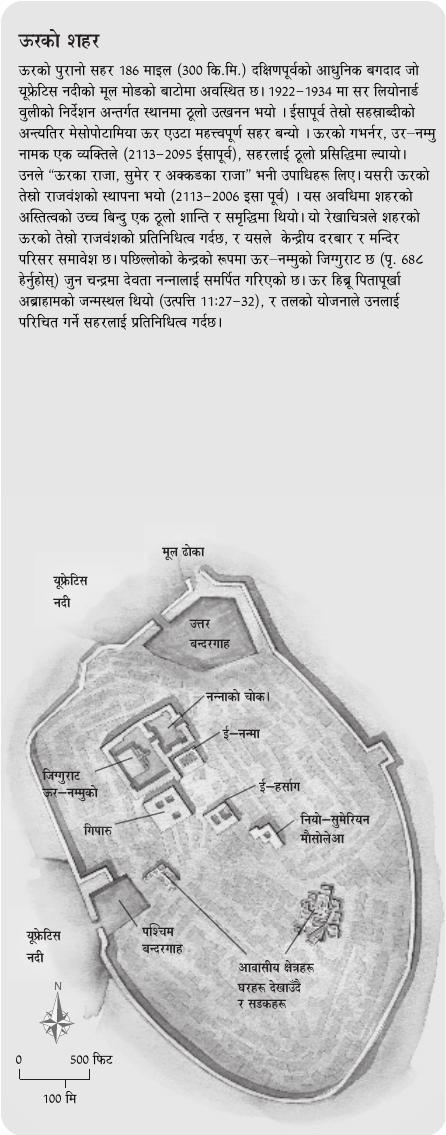 ऊरको शहर
ऊरको पुरानो सहर 186 माइल (300 कि.मि.) दक्षिणपूर्वको आधुनिक बगदाद जो
यूफ्रेटिस नदीको मूल मोडको बाटोमा अवस्थित छ। 1922–1934 मा सर लियोनार्ड
वुलीको निर्देशन अन्तर्गत स्थानमा ठूलो उत्खनन भयो । ईसापूर्व तेस्रो सहस्राब्दीको
अन्त्यतिर मेसोपोटामिया ऊर एउटा महत्त्वपूर्ण सहर बन्यो । ऊरको गभर्नर, उर–नम्मु
नामक एक व्यक्तिले (2113–2095 ईसापूर्व), सहरलाई ठूलो प्रसिद्धिमा ल्यायो।
उनले “ऊरका राजा, सुमेर र अक्कडका राजा” भनी उपाधिहरू लिए। यसरी ऊरको
तेस्रो राजवंशको स्थापना भयो (2113–2006 इसा पूर्व) । यस अवधिमा शहरको
अस्तित्वको उच्च बिन्दु एक ठूलो शान्ति र समृद्धिमा थियो। यो रेखाचित्रले शहरको
ऊरको तेस्रो राजवंशको प्रतिनिधित्व गर्दछ, र यसले केन्द्रीय दरबार र मन्दिर
परिसर समावेश छ। पछिल्लोको केन्द्रको रूपमा ऊर–नम्मुको जिग्गुराट छ (पृ. 6८८
हेर्नुहोस्) जुन चन्द्रमा देवता नन्नालाई समर्पित गरिएको छ। ऊर हिब्रू पितापूर्खा
अब्राहामको जन्मस्थल थियो (उत्पत्ति 11:27–32), र तलको योजनाले उनलाई
परिचित गर्ने सहरलाई प्रतिनिधित्व गर्दछ।
मूल ढोका
यूफ्रेटिस
नदी
उत्तर
बन्दरगाह
नन्नाको चोक।
ई–नन्मा
जिग्गुराट
ऊर–नम्मुको
ई–हर्साग
गिपारु
नियो–सुमेरियन
मौसोलेआ
यूफ्रेटिस
नदी
पश्चिम
बन्दरगाह
आवासीय क्षेत्रहरू
घरहरू देखाउँदै
र सडकहरू
N
0 500 फिट
100 मि